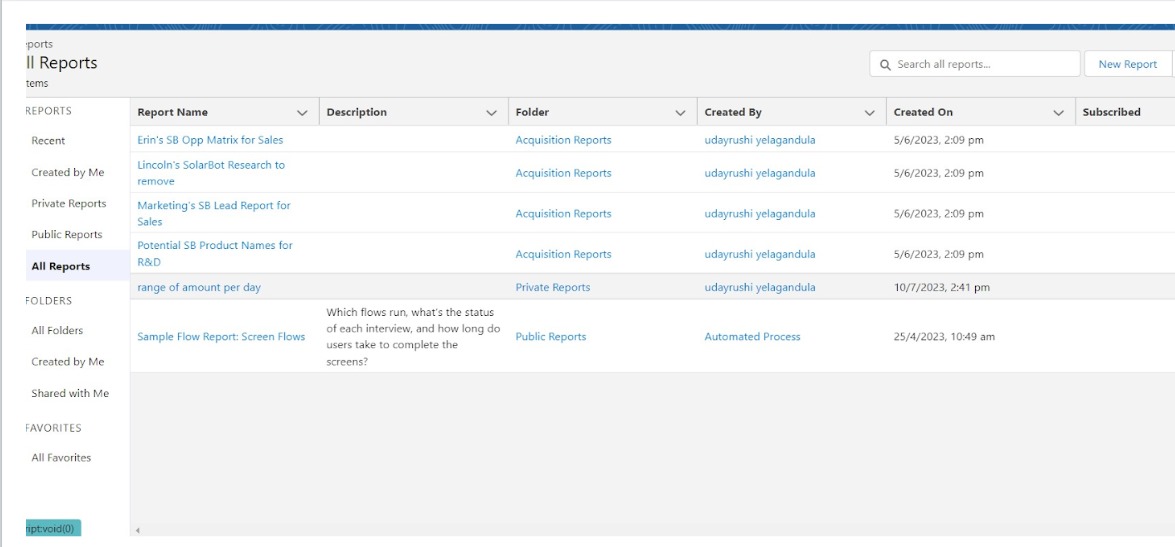 ports
ll Reports
tems
Search all reports...
New Report
REPORTS
Recent
Created by Me
Private Reports
Public Reports
All Reports
FOLDERS
All Folders
Created by Me
Shared with Me
FAVORITES
All Favorites
ript:void(0)
Report Name Description Folder Created By Created On Subscribed
Erin's SB Opp Matrix for Sales Acquisition Reports udayrushi yelagandula 5/6/2023, 2:09 pm
Lincoln's SolarBot Research to
remove Acquisition Reports udayrushi yelagandula 5/6/2023, 2:09 pm
Marketing's SB Lead Report for
Sales Acquisition Reports udayrushi yelagandula 5/6/2023, 2:09 pm
Potential SB Product Names for
R&D Acquisition Reports udayrushi yelagandula 5/6/2023, 2:09 pm
range of amount per day Private Reports udayrushi yelagandula 10/7/2023, 2:41 pm
Sample Flow Report: Screen Flows
Which flows run, what's the status
of each interview, and how long do
users take to complete the
screens?
Public Reports Automated Process 25/4/2023, 10:49 am